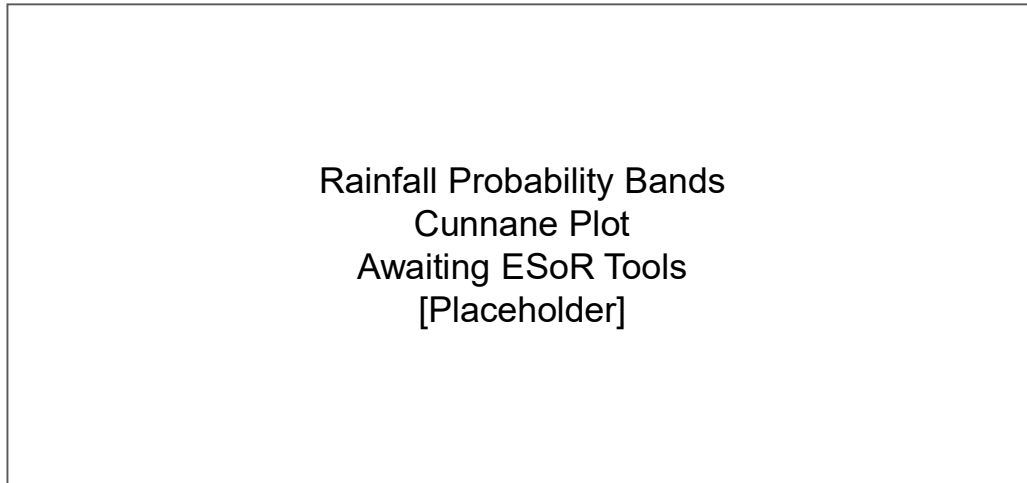 Rainfall Probability Bands
Cunnane Plot
Awaiting ESoR Tools
[Placeholder]